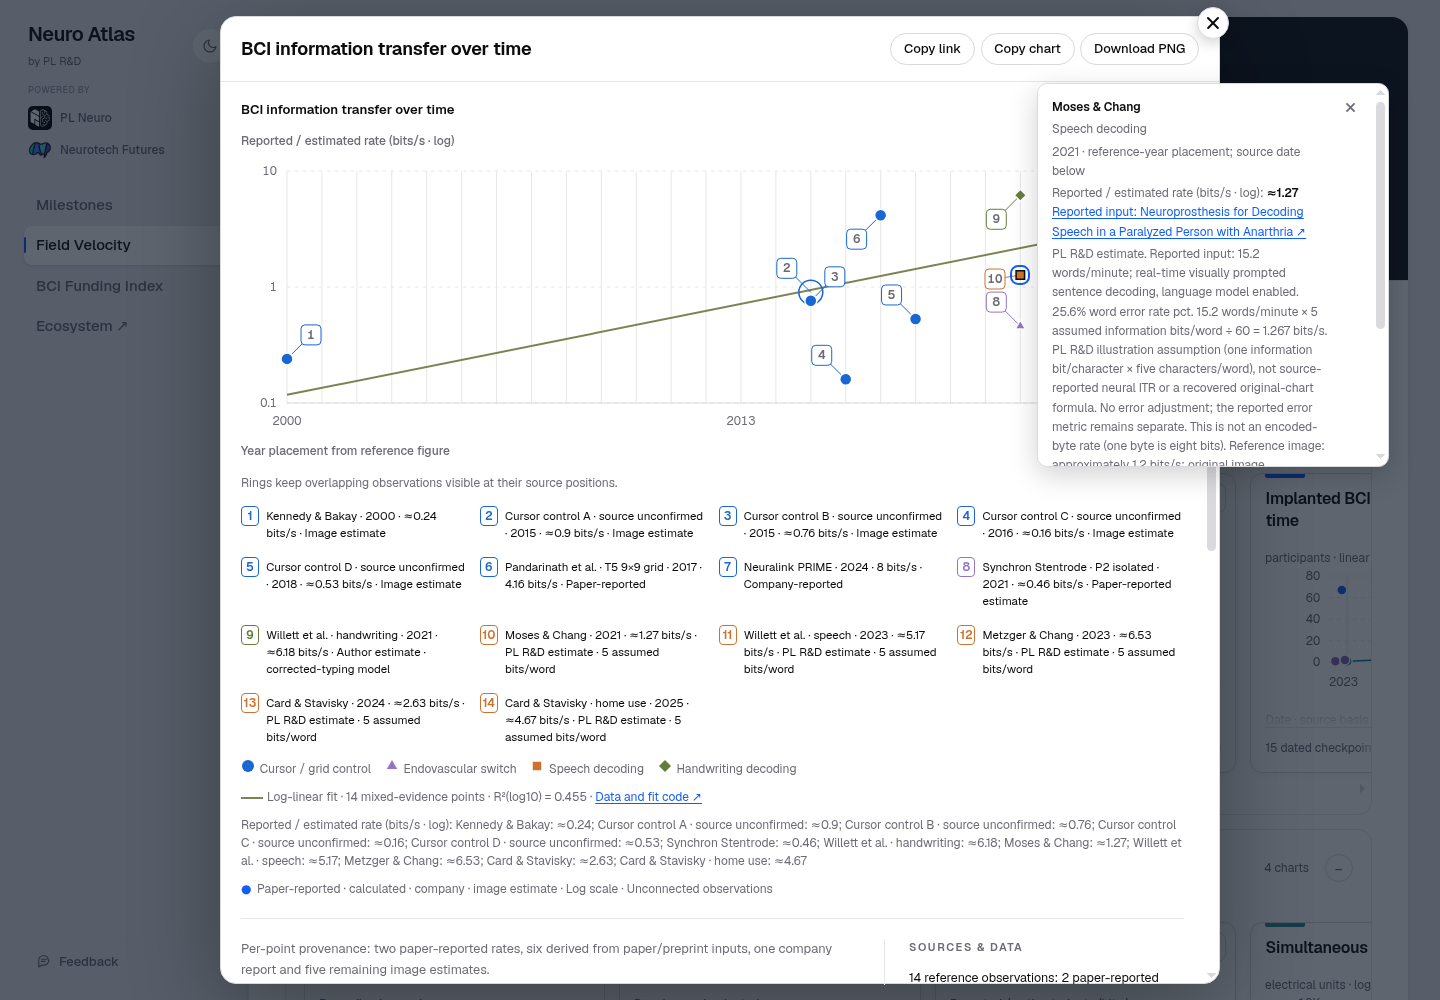 Neuro Atlas
by PL R&D
POWERED BY
PL Neuro
Neurotech Futures
Milestones
Field Velocity
BCI Funding Index
Ecosystem ↗
Feedback
BCI information transfer over time
Copy link
Copy chart
Download PNG
BCI information transfer over time
Reported / estimated rate (bits/s · log)
10
1
0.1
2000
2013
1
2
3
4
5
6
8
9
10
Year placement from reference figure
Rings keep overlapping observations visible at their source positions.
Moses & Chang
Speech decoding
2021 · reference-year placement; source date
below
Reported / estimated rate (bits/s · log): ≈1.27
Reported input: Neuroprosthesis for Decoding
Speech in a Paralyzed Person with Anarthria ↗
PL R&D estimate. Reported input: 15.2
words/minute; real-time visually prompted
sentence decoding, language model enabled.
25.6% word error rate pct. 15.2 words/minute × 5
assumed information bits/word ÷ 60 = 1.267 bits/s.
PL R&D illustration assumption (one information
bit/character × five characters/word), not source-
reported neural ITR or a recovered original-chart
formula. No error adjustment; the reported error
metric remains separate. This is not an encoded-
byte rate (one byte is eight bits). Reference image:
approximately 1.2 bits/s; original image
1 Kennedy & Bakay · 2000 · ≈0.24
bits/s · Image estimate
2 Cursor control A · source unconfirmed
· 2015 · ≈0.9 bits/s · Image estimate
3 Cursor control B · source unconfirmed
· 2015 · ≈0.76 bits/s · Image estimate
4 Cursor control C · source unconfirmed
· 2016 · ≈0.16 bits/s · Image estimate
5 Cursor control D · source unconfirmed
· 2018 · ≈0.53 bits/s · Image estimate
6 Pandarinath et al. · T5 9×9 grid · 2017 ·
4.16 bits/s · Paper-reported
7 Neuralink PRIME · 2024 · 8 bits/s ·
Company-reported
8 Synchron Stentrode · P2 isolated ·
2021 · ≈0.46 bits/s · Paper-reported
estimate
9 Willett et al. · handwriting · 2021 ·
≈6.18 bits/s · Author estimate ·
corrected-typing model
10 Moses & Chang · 2021 · ≈1.27 bits/s ·
PL R&D estimate · 5 assumed
bits/word
11 Willett et al. · speech · 2023 · ≈5.17
bits/s · PL R&D estimate · 5 assumed
bits/word
12 Metzger & Chang · 2023 · ≈6.53
bits/s · PL R&D estimate · 5 assumed
bits/word
13 Card & Stavisky · 2024 · ≈2.63 bits/s ·
PL R&D estimate · 5 assumed
bits/word
14 Card & Stavisky · home use · 2025 ·
≈4.67 bits/s · PL R&D estimate · 5
assumed bits/word
Cursor / grid control
Endovascular switch
Speech decoding
Handwriting decoding
Log-linear fit · 14 mixed-evidence points · R²(log10) = 0.455 · Data and fit code ↗
Reported / estimated rate (bits/s · log): Kennedy & Bakay: ≈0.24; Cursor control A · source unconfirmed: ≈0.9; Cursor control B · source unconfirmed: ≈0.76; Cursor control
C · source unconfirmed: ≈0.16; Cursor control D · source unconfirmed: ≈0.53; Synchron Stentrode: ≈0.46; Willett et al. · handwriting: ≈6.18; Moses & Chang: ≈1.27; Willett et
al. · speech: ≈5.17; Metzger & Chang: ≈6.53; Card & Stavisky: ≈2.63; Card & Stavisky · home use: ≈4.67
Paper-reported · calculated · company · image estimate · Log scale · Unconnected observations
Per-point provenance: two paper-reported rates, six derived from paper/preprint inputs, one company
report and five remaining image estimates.
SOURCES & DATA
14 reference observations: 2 paper-reported
Implanted BCI
time
participants · linear
80
60
40
20
0
2023
Date · source basis
15 dated checkpoin
4 charts
Simultaneous
electrical units · log